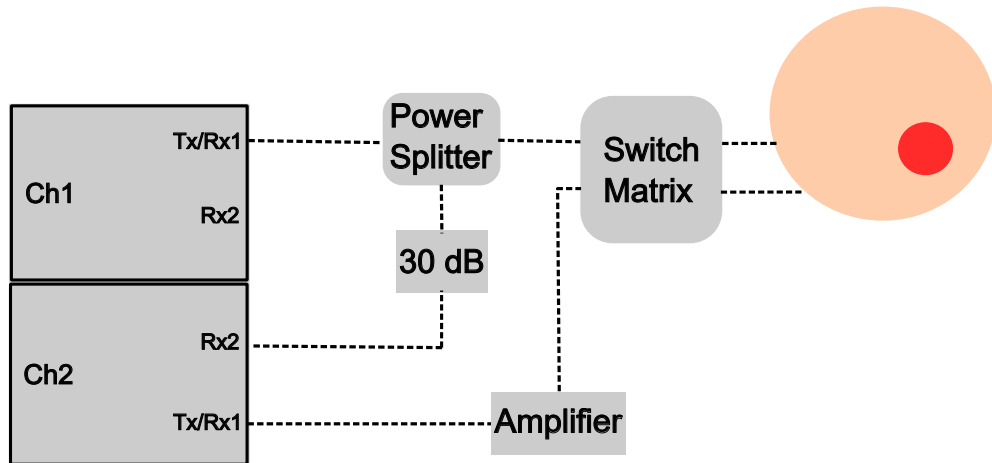 Tx/Rx1
Power
Splitter
Switch
Matrix
Ch1
Rx2
30 dB
Rx2
Ch2
Tx/Rx1
Amplifier